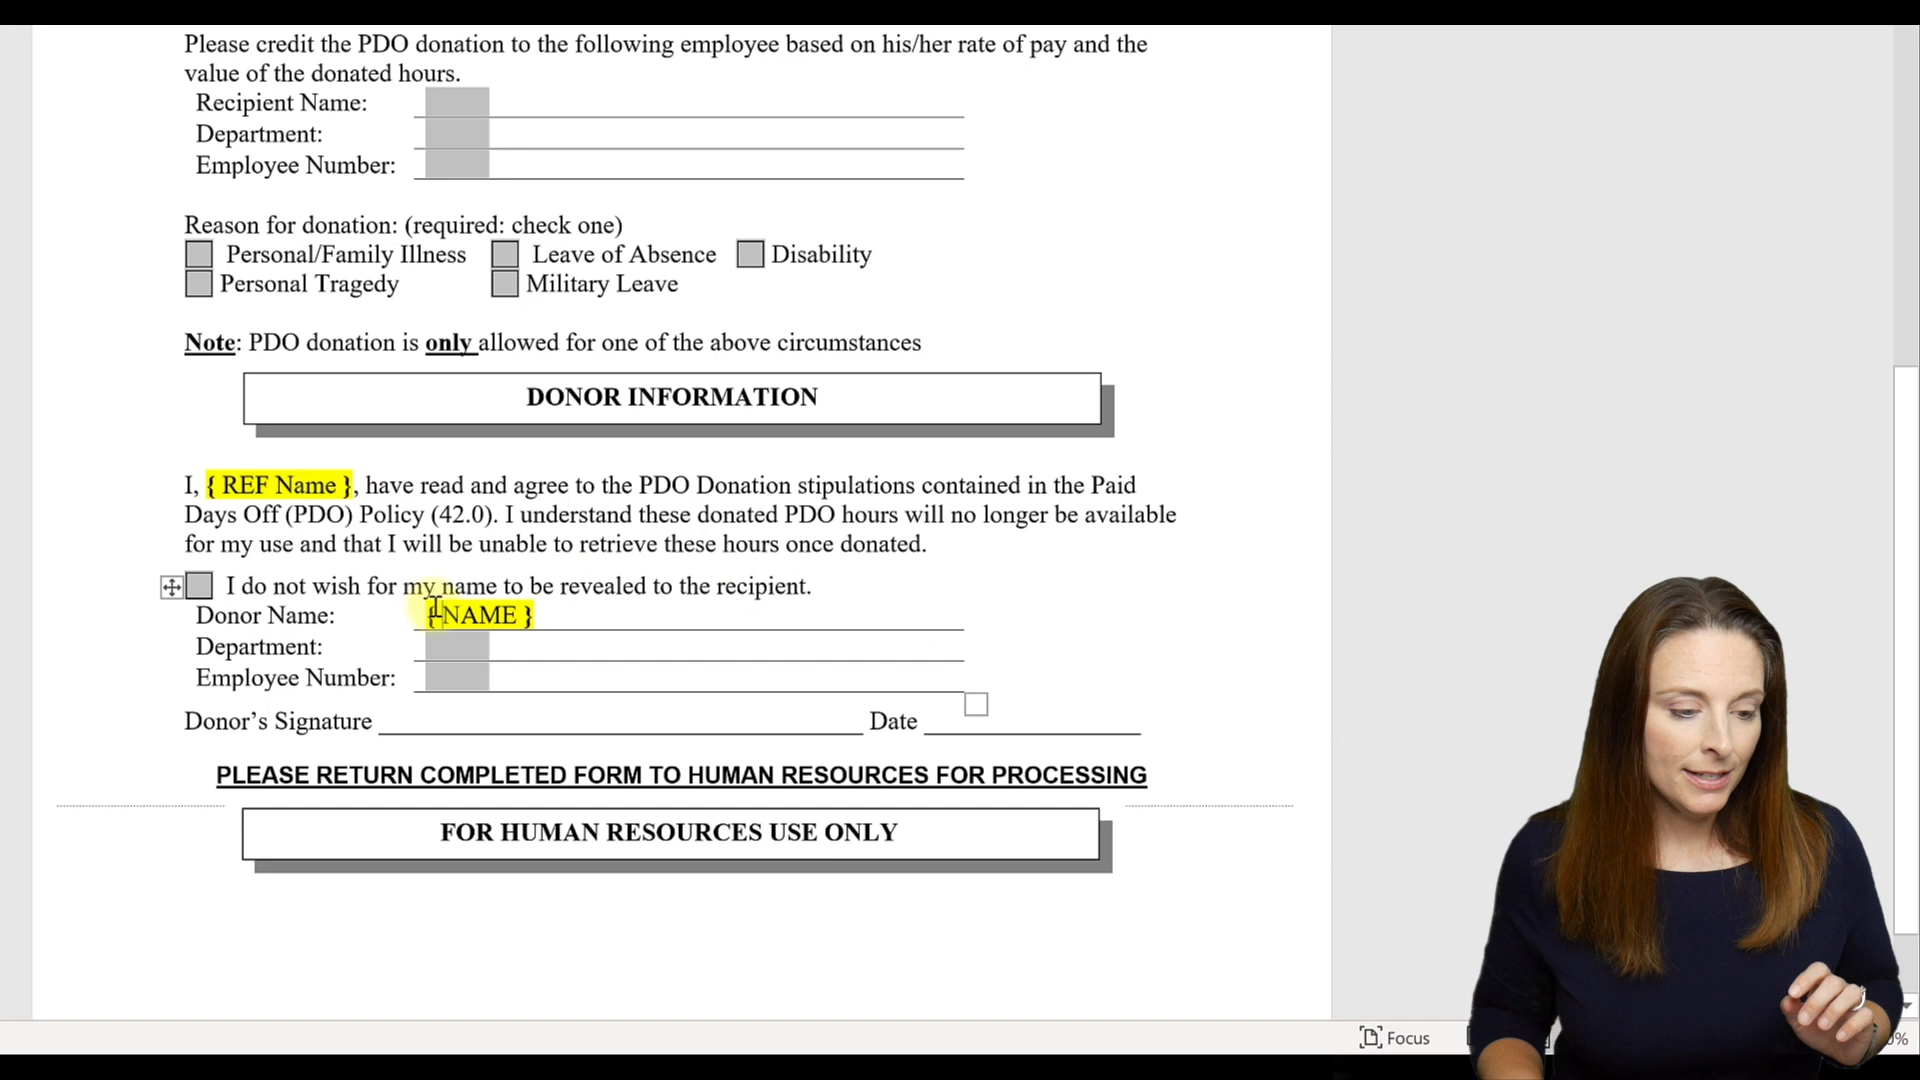 Please credit the PDO donation to the following employee based on his/her rate of pay and the
value of the donated hours.
Recipient Name:
Department:
Employee Number:
Reason for donation: (required: check one)
Personal/Family Illness Leave of Absence Disability
Personal Tragedy Military Leave
Note: PDO donation is only allowed for one of the above circumstances
DONOR INFORMATION
I, { REF Name }, have read and agree to the PDO Donation stipulations contained in the Paid
Days Off (PDO) Policy (42.0). I understand these donated PDO hours will no longer be available
for my use and that I will be unable to retrieve these hours once donated.
I do not wish for my name to be revealed to the recipient.
Donor Name: { NAME }
Department:
Employee Number:
Donor’s Signature Date
PLEASE RETURN COMPLETED FORM TO HUMAN RESOURCES FOR PROCESSING
FOR HUMAN RESOURCES USE ONLY
Focus